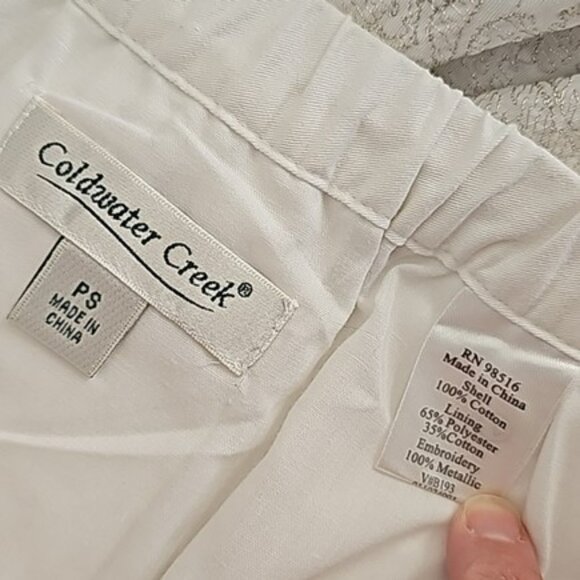 Coldwater Creek®
PS
MADE IN
CHINA
RN 98516
Made in China
Shell
100% Cotton
Lining
65% Polyester
35%Cotton
Embroidery
100% Metallic
V#B193